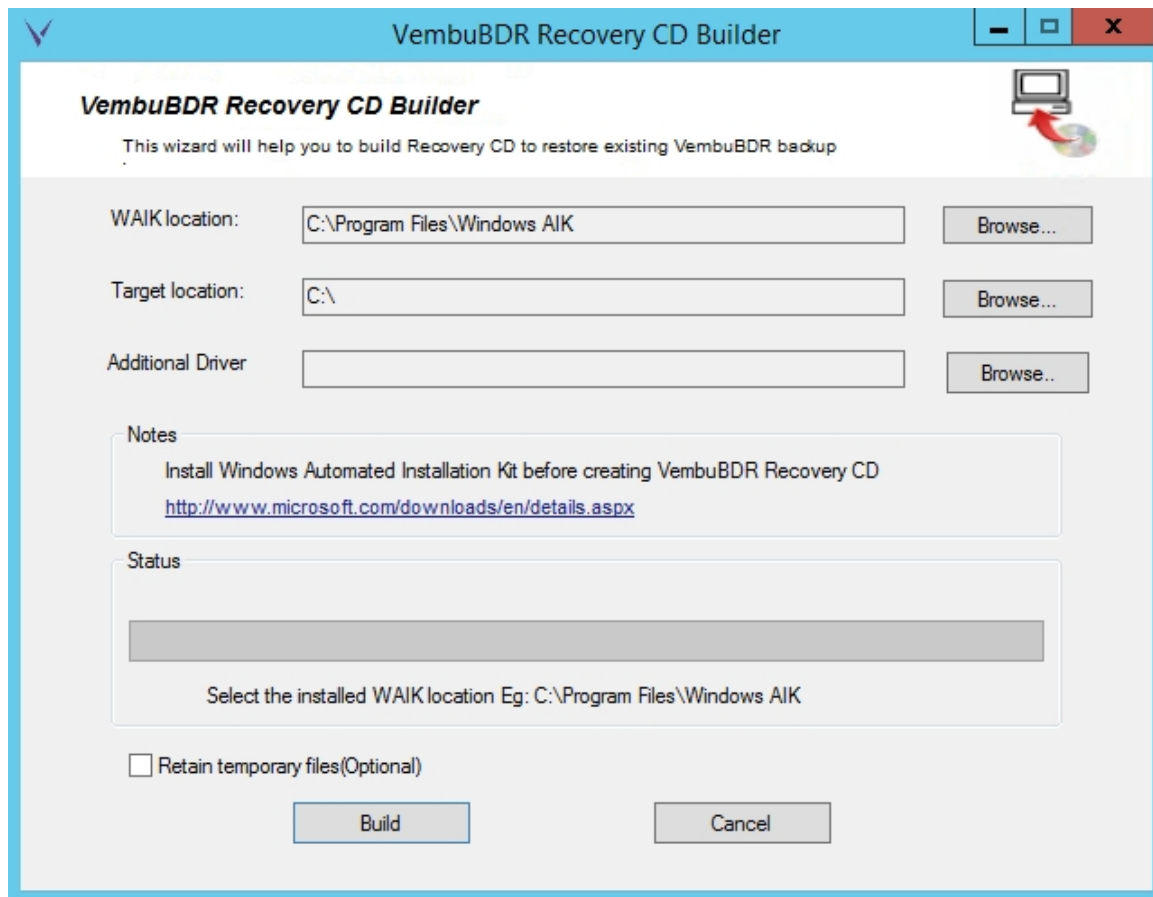 VembuBDR Recovery CD Builder
VembuBDR Recovery CD Builder
This wizard will help you to build Recovery CD to restore existing VembuBDR backup
.
WAIK location: C:\Program Files\Windows AIK Browse...
Target location: C:\ Browse...
Additional Driver Browse..
Notes
Install Windows Automated Installation Kit before creating VembuBDR Recovery CD
http://www.microsoft.com/downloads/en/details.aspx
Status
Select the installed WAIK location Eg: C:\Program Files\Windows AIK
Retain temporary files(Optional)
Build Cancel